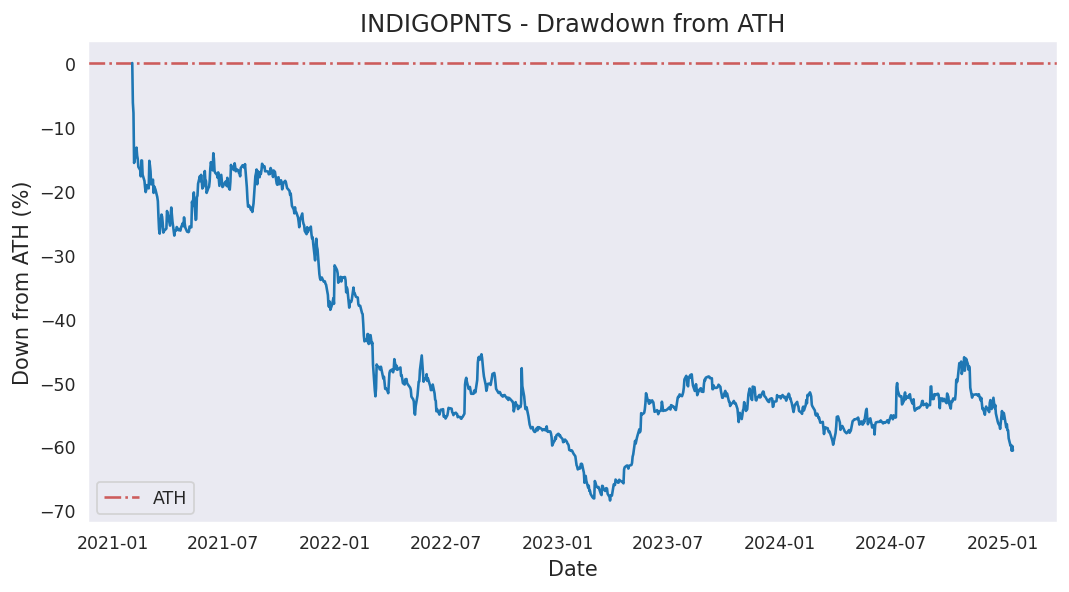 INDIGOPNTS - Drawdown from ATH
Down from ATH (%)
0
−10
−20
−30
−40
−50
−60
−70
ATH
2021-01 2021-07 2022-01 2022-07 2023-01 2023-07 2024-01 2024-07 2025-01
Date